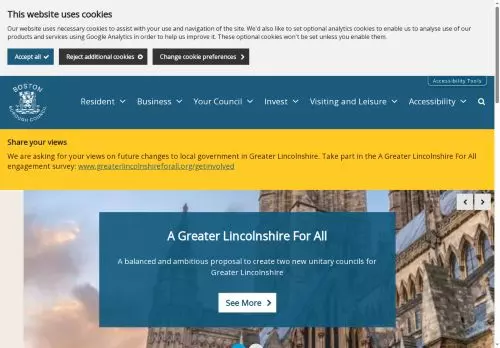 This website uses cookies
Our website uses necessary cookies to assist with your use and navigation of the site. We'd also like to set optional analytics cookies to enable us to analyse use of our
products and services using Google Analytics in order to help us improve it. These optional cookies won't be set unless you enable them.
Accept all
Reject additional cookies
Change cookie preferences
Accessibility Tools
BOSTON
BOROUGH COUNCIL
Resident
Business
Your Council
Invest
Visiting and Leisure
Accessibility
Share your views
We are asking for your views on future changes to local government in Greater Lincolnshire. Take part in the A Greater Lincolnshire For All
engagement survey: www.greaterlincolnshireforall.org/getinvolved
A Greater Lincolnshire For All
A balanced and ambitious proposal to create two new unitary councils for
Greater Lincolnshire
See More